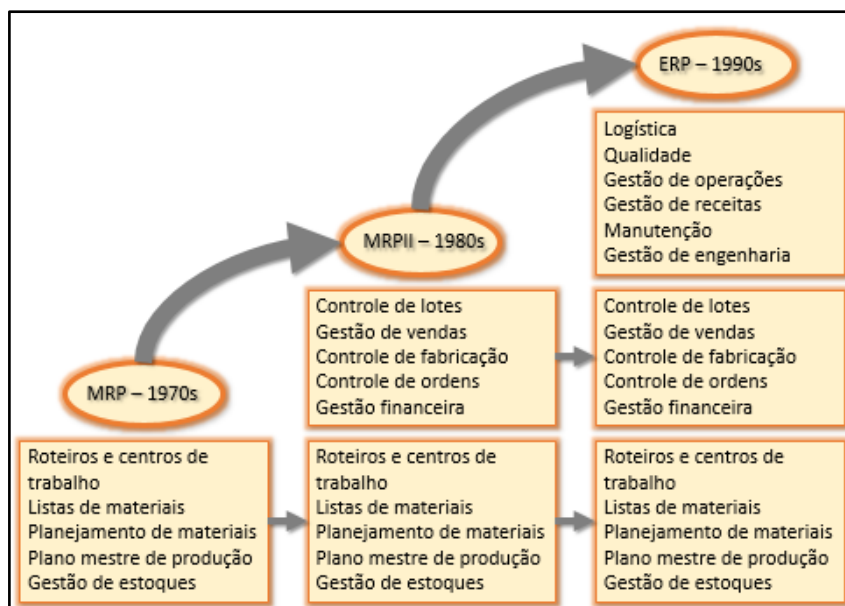 ERP – 1990s
Logística
Qualidade
Gestão de operações
Gestão de receitas
Manutenção
Gestão de engenharia
MRPII – 1980s
Controle de lotes
Gestão de vendas
Controle de fabricação
Controle de ordens
Gestão financeira
Controle de lotes
Gestão de vendas
Controle de fabricação
Controle de ordens
Gestão financeira
MRP – 1970s
Roteiros e centros de
trabalho
Listas de materiais
Planejamento de materiais
Plano mestre de produção
Gestão de estoques
Roteiros e centros de
trabalho
Listas de materiais
Planejamento de materiais
Plano mestre de produção
Gestão de estoques
Roteiros e centros de
trabalho
Listas de materiais
Planejamento de materiais
Plano mestre de produção
Gestão de estoques